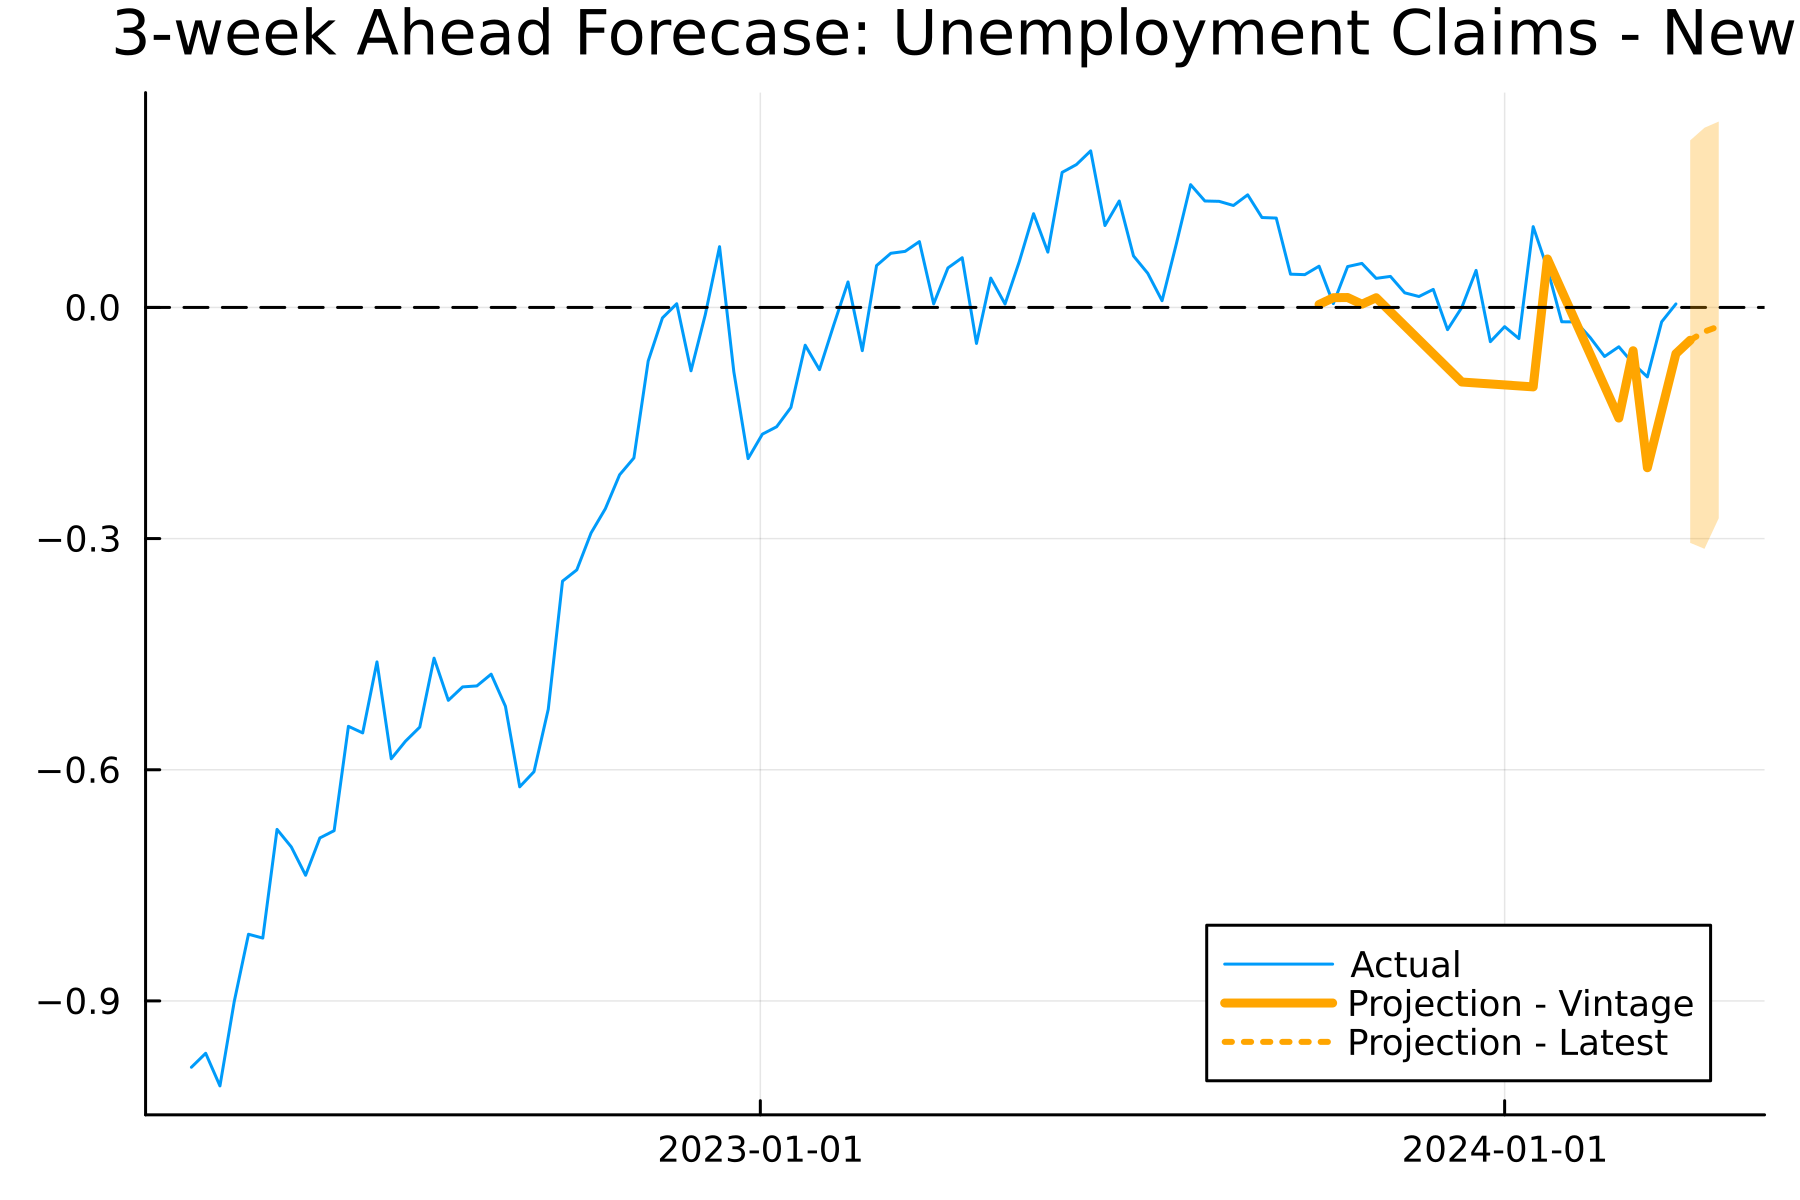 3-week Ahead Forecase: Unemployment Claims - New
0.0
−0.3
−0.6
−0.9
2023-01-01
2024-01-01
Actual
Projection - Vintage
Projection - Latest